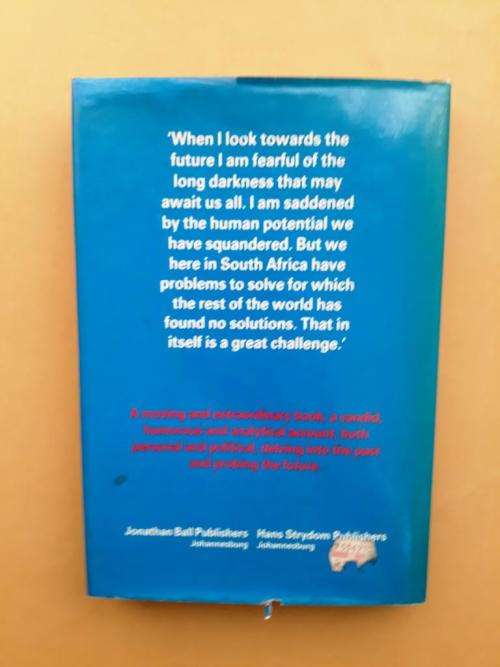 'When I look towards the
future I am fearful of the
long darkness that may
await us all. I am saddened
by the human potential we
have squandered. But we
here in South Africa have
problems to solve for which
the rest of the world has
found no solutions. That in
itself is a great challenge.'
A moving and extraordinary book, a candid,
humorous and analytical account, both
personal and political, delving into the past
and probing the future.
Jonathan Ball Publishers Hans Strydom Publishers
Johannesburg Johannesburg